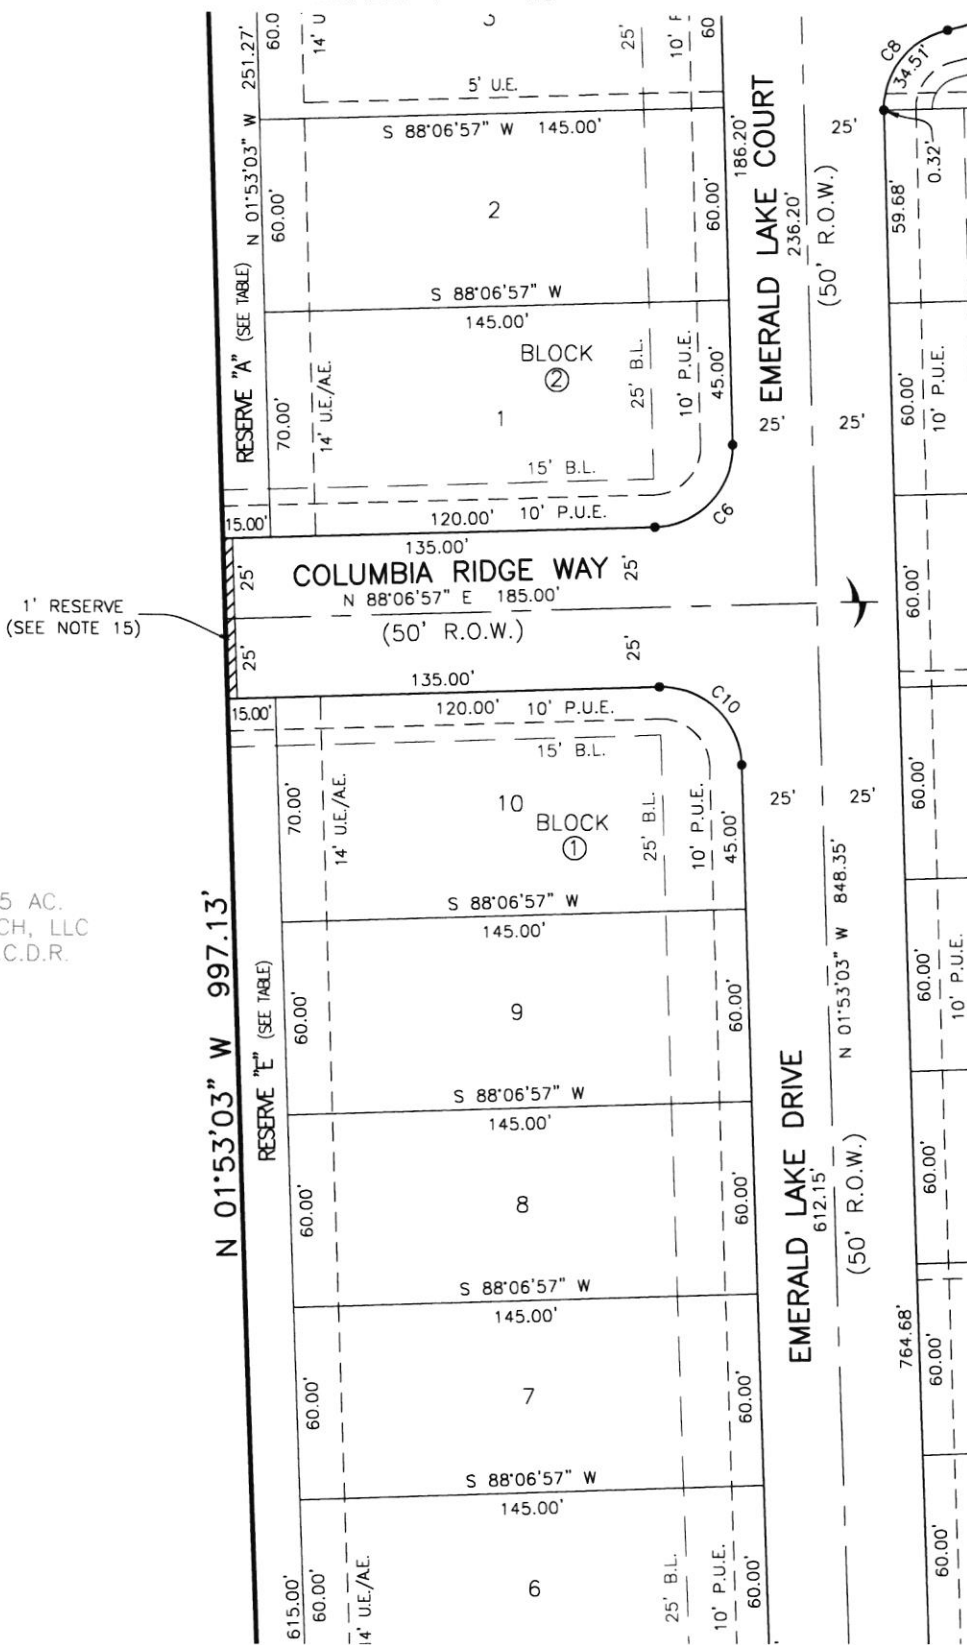 251.27'
60.0
14' U
25'
10'
60
C8
34.51'
5' U.E.
S 88°06'57" W 145.00'
N 01°53'03" W
60.00'
2
60.00'
186.20'
EMERALD LAKE COURT
236.20'
(50' R.O.W.)
25'
59.68'
0.32'
S 88°06'57" W
145.00'
RESERVE "A" (SEE TABLE)
70.00'
14' U.E./A.E.
BLOCK
2
1
25' B.L.
10' P.U.E.
45.00'
25'
25'
60.00'
10' P.U.E.
15' B.L.
15.00'
120.00' 10' P.U.E.
C6
135.00'
25'
COLUMBIA RIDGE WAY
25'
N 88°06'57" E 185.00'
(50' R.O.W.)
1' RESERVE
(SEE NOTE 15)
25'
25'
60.00'
135.00'
C10
15.00'
120.00' 10' P.U.E.
15' B.L.
70.00'
14' U.E./A.E.
10
BLOCK
1
25' B.L.
10' P.U.E.
45.00'
25'
25'
60.00'
S 88°06'57" W
145.00'
5 AC.
CH, LLC
C.D.R.
N 01°53'03" W 997.13'
RESERVE "E" (SEE TABLE)
60.00'
9
60.00'
N 01°53'03" W 848.35'
60.00'
10' P.U.E.
S 88°06'57" W
145.00'
60.00'
8
60.00'
EMERALD LAKE DRIVE
612.15'
(50' R.O.W.)
60.00'
S 88°06'57" W
145.00'
60.00'
7
60.00'
764.68'
60.00'
S 88°06'57" W
145.00'
615.00'
60.00'
14' U.E./A.E.
6
25' B.L.
10' P.U.E.
60.00'
60.00'